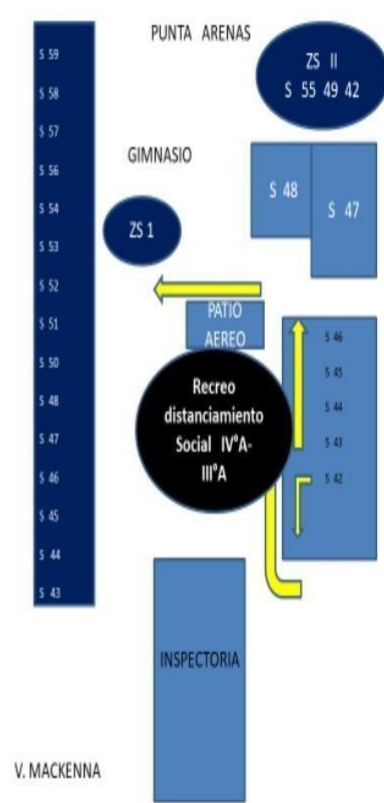 PUNTA ARENAS
ZS II
S 55 49 42
S 59
S 58
S 57
S 56
S 54
S 53
S 52
S 51
S 50
S 48
S 47
S 46
S 45
S 44
S 43
GIMNASIO
ZS 1
S 48
S 47
PATIO
AEREO
Recreo
distanciamiento
Social IV°A-
III°A
S 46
S 45
S 44
S 43
S 42
INSPECTORIA
V. MACKENNA